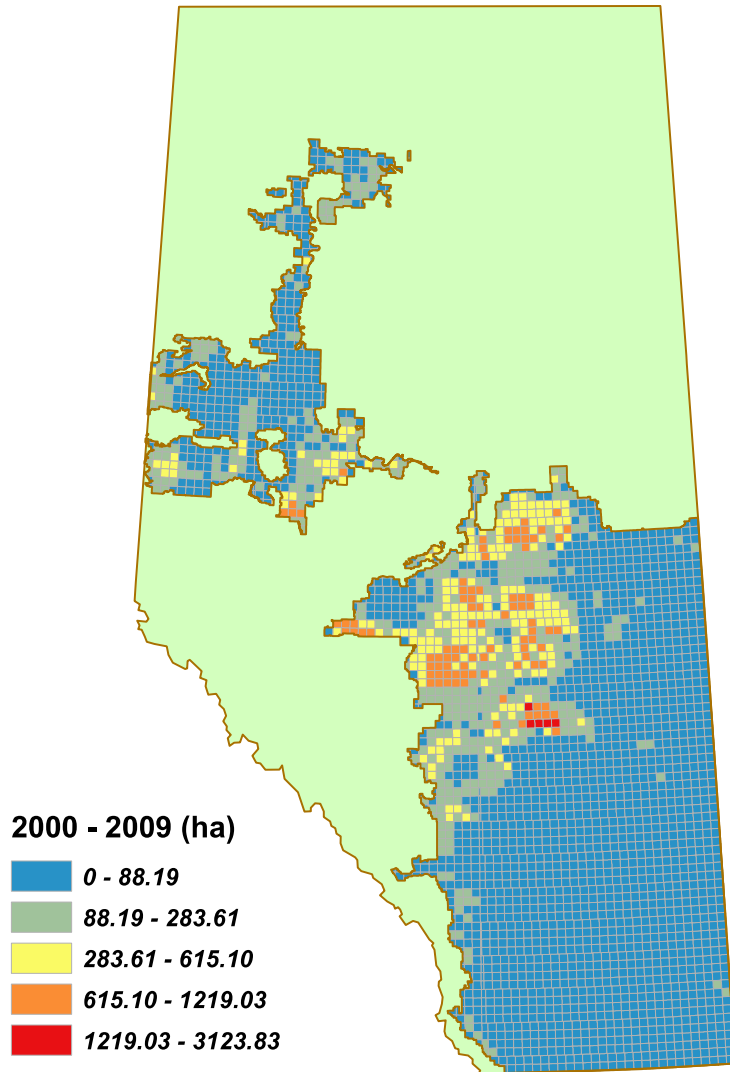 2000 - 2009 (ha)
0 - 88.19
88.19 - 283.61
283.61 - 615.10
615.10 - 1219.03
1219.03 - 3123.83